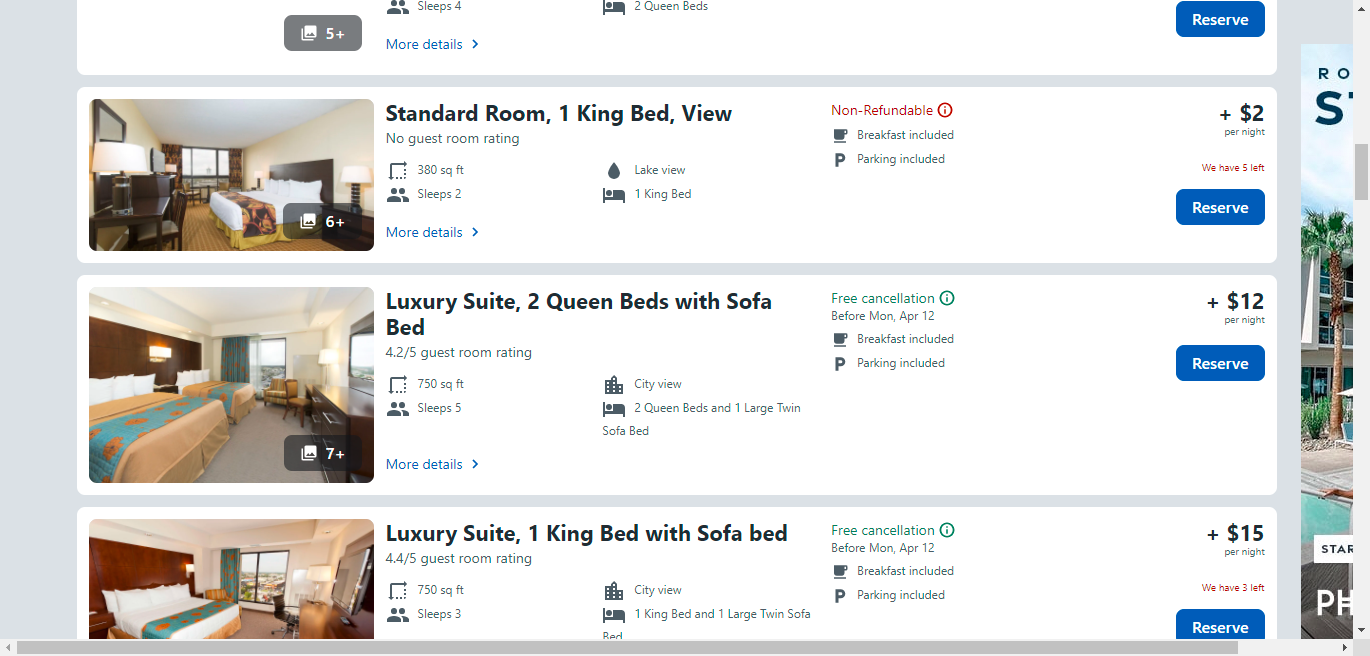 Sleeps 4
2 Queen Beds
Reserve
5+
More details
Standard Room, 1 King Bed, View
No guest room rating
380 sq ft
Lake view
Sleeps 2
1 King Bed
6+
More details
Non-Refundable
Breakfast included
Parking included
+ $2
per night
We have 5 left
Reserve
Luxury Suite, 2 Queen Beds with Sofa
Bed
4.2/5 guest room rating
750 sq ft
City view
Sleeps 5
2 Queen Beds and 1 Large Twin
Sofa Bed
7+
More details
Free cancellation
Before Mon, Apr 12
Breakfast included
Parking included
+ $12
per night
Reserve
Luxury Suite, 1 King Bed with Sofa bed
4.4/5 guest room rating
750 sq ft
City view
Sleeps 3
1 King Bed and 1 Large Twin Sofa
Bed
Free cancellation
Before Mon, Apr 12
Breakfast included
Parking included
+ $15
per night
We have 3 left
Reserve
RO
ST
STAR
PH